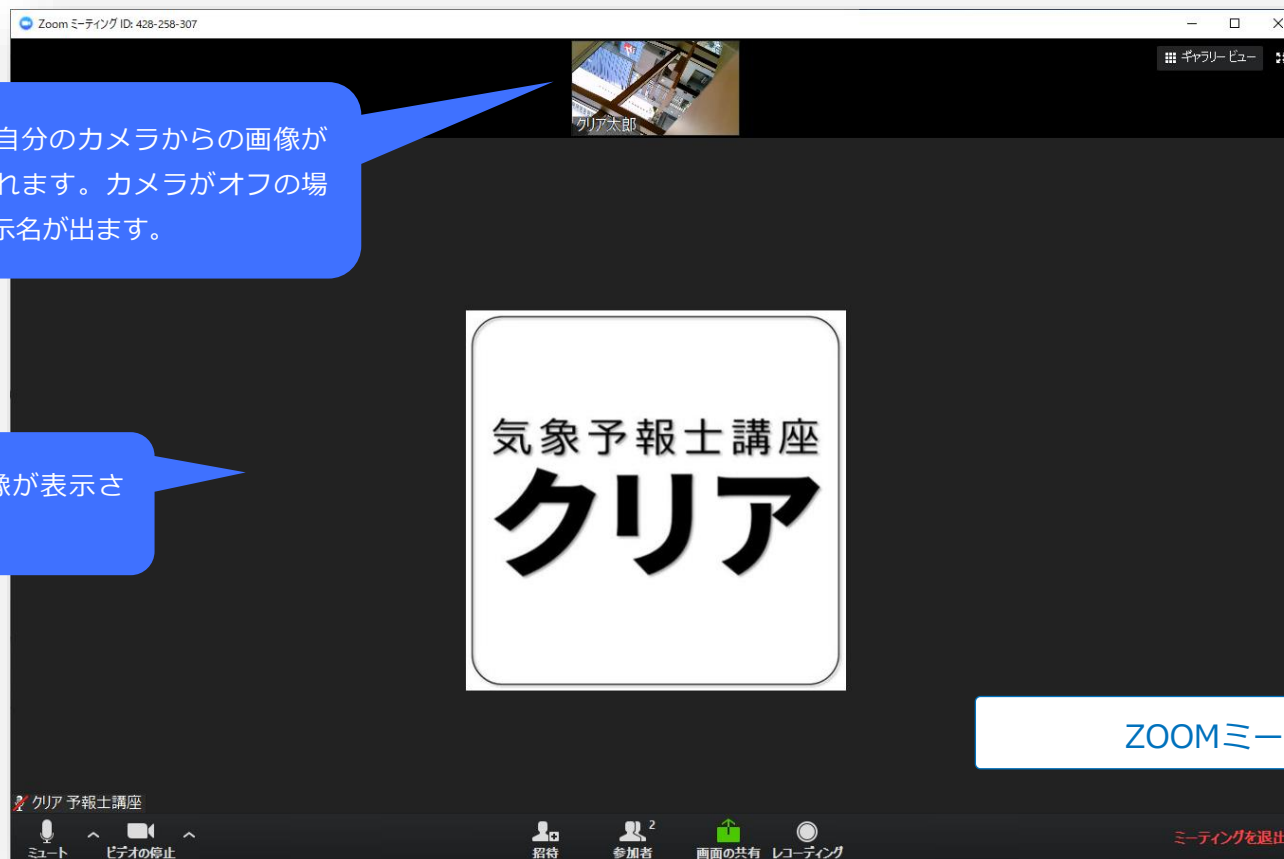 Zoom ミーティング ID: 428-258-307
ギャラリー ビュー
クリア太郎
自分のカメラからの画像が
れます。カメラがオフの場
示名が出ます。
像が表示さ
気象予報士講座
クリア
ZOOMミー
クリア 予報士講座
ミュート
ビデオの停止
招待
参加者 2
画面の共有
レコーディング
ミーティングを退出